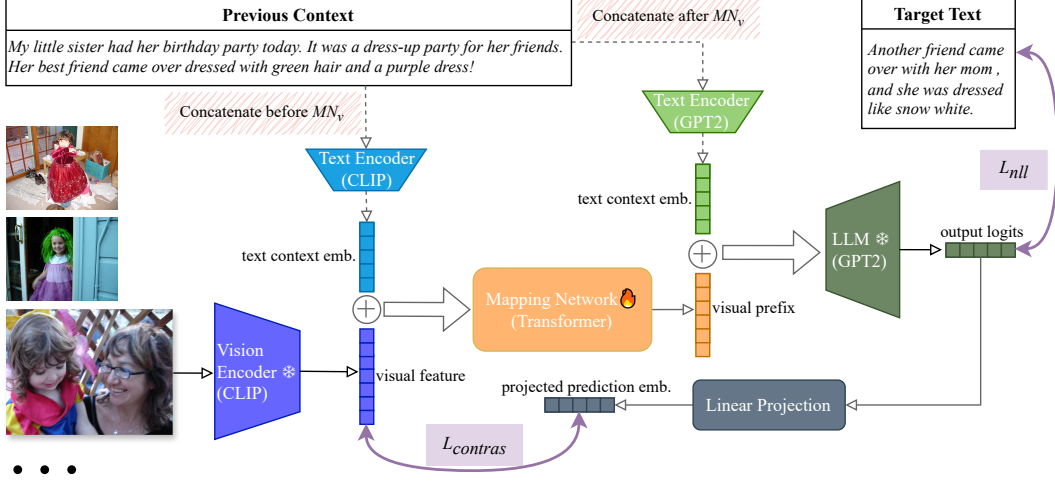 Previous Context
My little sister had her birthday party today. It was a dress-up party for her friends.
Her best friend came over dressed with green hair and a purple dress!
Concatenate after MNv
Target Text
Another friend came
over with her mom ,
and she was dressed
like snow white.
Concatenate before MNv
Text Encoder
(GPT2)
Text Encoder
(CLIP)
Lnll
text context emb.
text context emb.
LLM
(GPT2)
output logits
Mapping Network
(Transformer)
visual prefix
Vision
Encoder
(CLIP)
visual feature
projected prediction emb.
Linear Projection
Lcontras